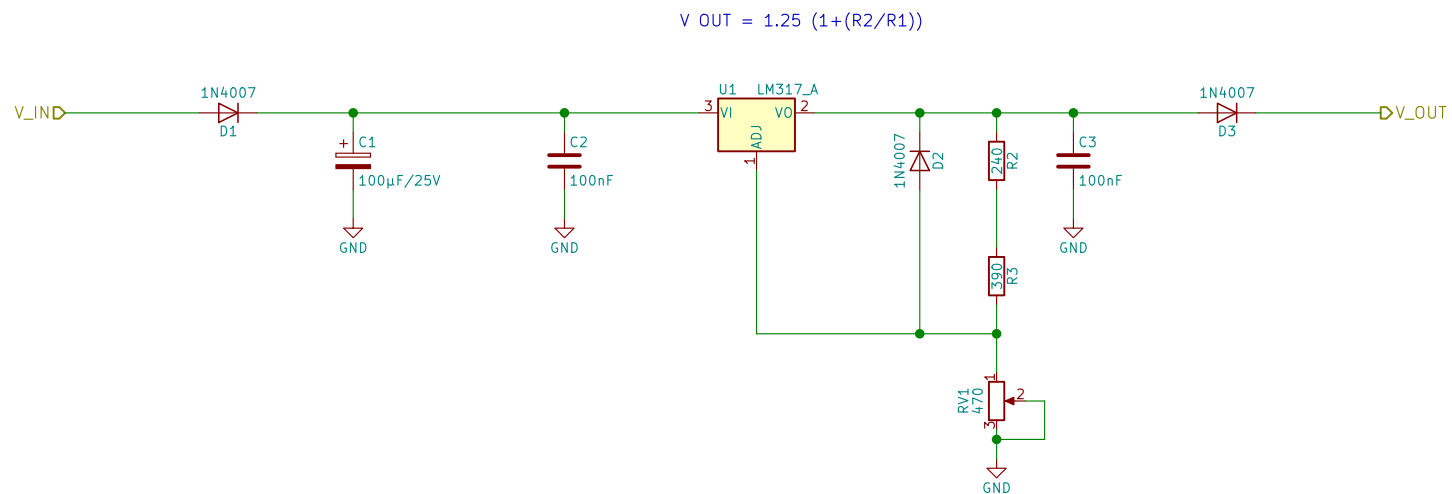 V OUT = 1.25 (1+(R2/R1))
1N4007
U1
LM317_A
1N4007
V_IN
3
VI
VO
2
V_OUT
D1
D3
ADJ
1
+
C1
C2
1N4007
D2
240
R2
C3
100µF/25V
100nF
100nF
GND
GND
GND
390
R3
1
RV1
470
2
3
GND